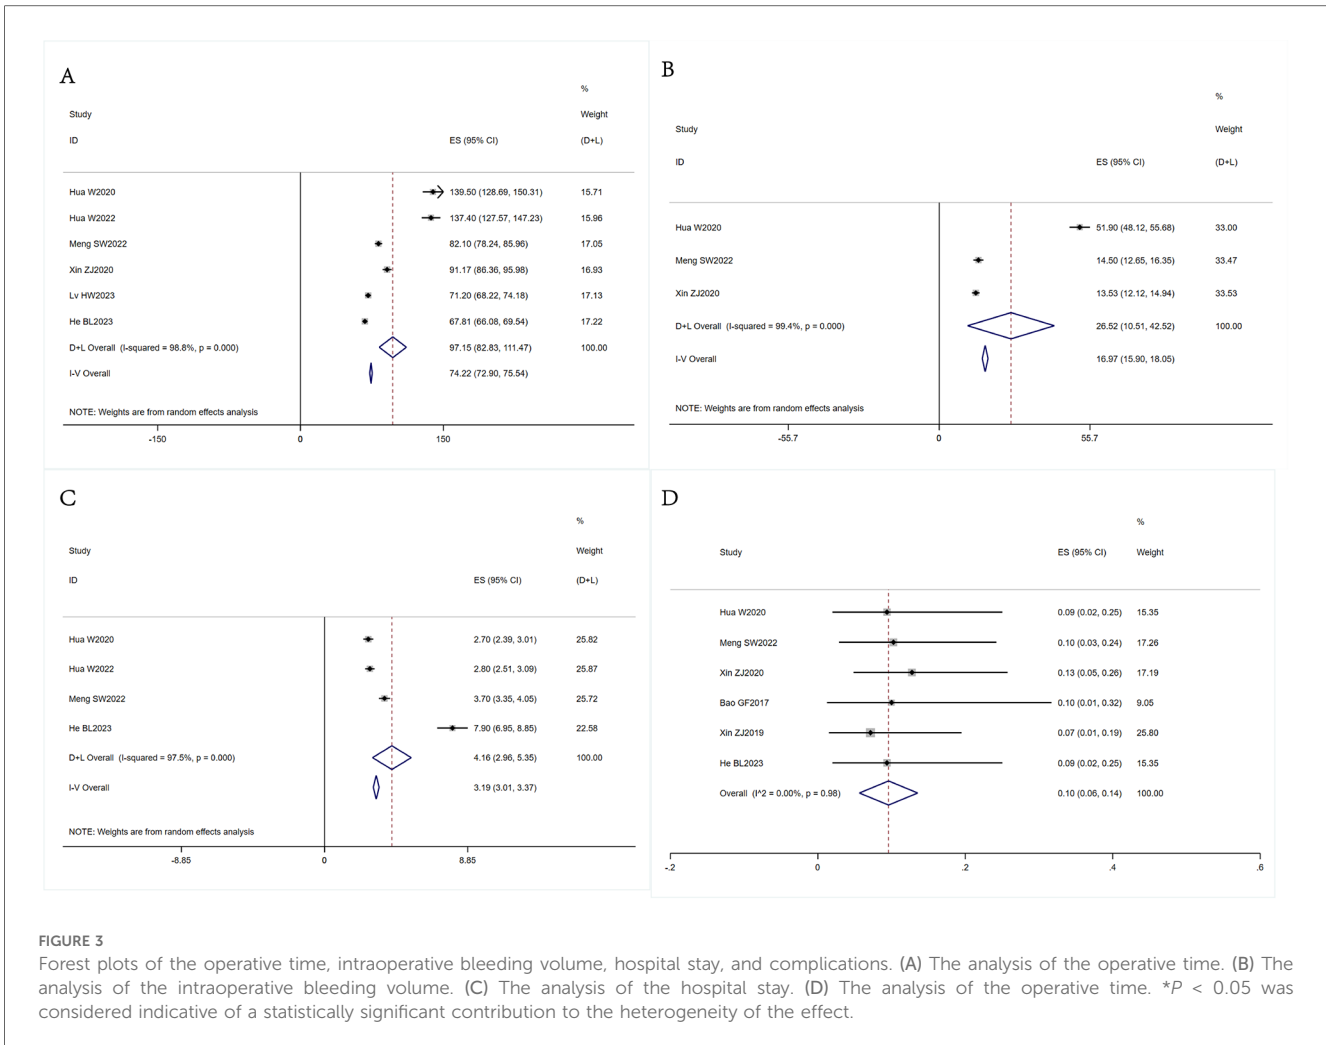 A
%
Study Weight
ID ES (95% CI) (D+L)
Hua W2020 139.50 (128.69, 150.31) 15.71
Hua W2022 137.40 (127.57, 147.23) 15.96
Meng SW2022 82.10 (78.24, 85.96) 17.05
Xin ZJ2020 91.17 (86.36, 95.98) 16.93
Lv HW2023 71.20 (68.22, 74.18) 17.13
He BL2023 67.81 (66.08, 69.54) 17.22
D+L Overall (I-squared = 98.8%, p = 0.000) 97.15 (82.83, 111.47) 100.00
I-V Overall 74.22 (72.90, 75.54)
NOTE: Weights are from random effects analysis
-150 0 150
B
%
Study Weight
ID ES (95% CI) (D+L)
Hua W2020 51.90 (48.12, 55.68) 33.00
Meng SW2022 14.50 (12.65, 16.35) 33.47
Xin ZJ2020 13.53 (12.12, 14.94) 33.53
D+L Overall (I-squared = 99.4%, p = 0.000) 26.52 (10.51, 42.52) 100.00
I-V Overall 16.97 (15.90, 18.05)
NOTE: Weights are from random effects analysis
-55.7 0 55.7
C
%
Study Weight
ID ES (95% CI) (D+L)
Hua W2020 2.70 (2.39, 3.01) 25.82
Hua W2022 2.80 (2.51, 3.09) 25.87
Meng SW2022 3.70 (3.35, 4.05) 25.72
He BL2023 7.90 (6.95, 8.85) 22.58
D+L Overall (I-squared = 97.5%, p = 0.000) 4.16 (2.96, 5.35) 100.00
I-V Overall 3.19 (3.01, 3.37)
NOTE: Weights are from random effects analysis
-8.85 0 8.85
D
%
Study ES (95% CI) Weight
Hua W2020 0.09 (0.02, 0.25) 15.35
Meng SW2022 0.10 (0.03, 0.24) 17.26
Xin ZJ2020 0.13 (0.05, 0.26) 17.19
Bao GF2017 0.10 (0.01, 0.32) 9.05
Xin ZJ2019 0.07 (0.01, 0.19) 25.80
He BL2023 0.09 (0.02, 0.25) 15.35
Overall (I^2 = 0.00%, p = 0.98) 0.10 (0.06, 0.14) 100.00
-.2 0 .2 .4 .6
FIGURE 3
Forest plots of the operative time, intraoperative bleeding volume, hospital stay, and complications. (A) The analysis of the operative time. (B) The
analysis of the intraoperative bleeding volume. (C) The analysis of the hospital stay. (D) The analysis of the operative time. *P < 0.05 was
considered indicative of a statistically significant contribution to the heterogeneity of the effect.